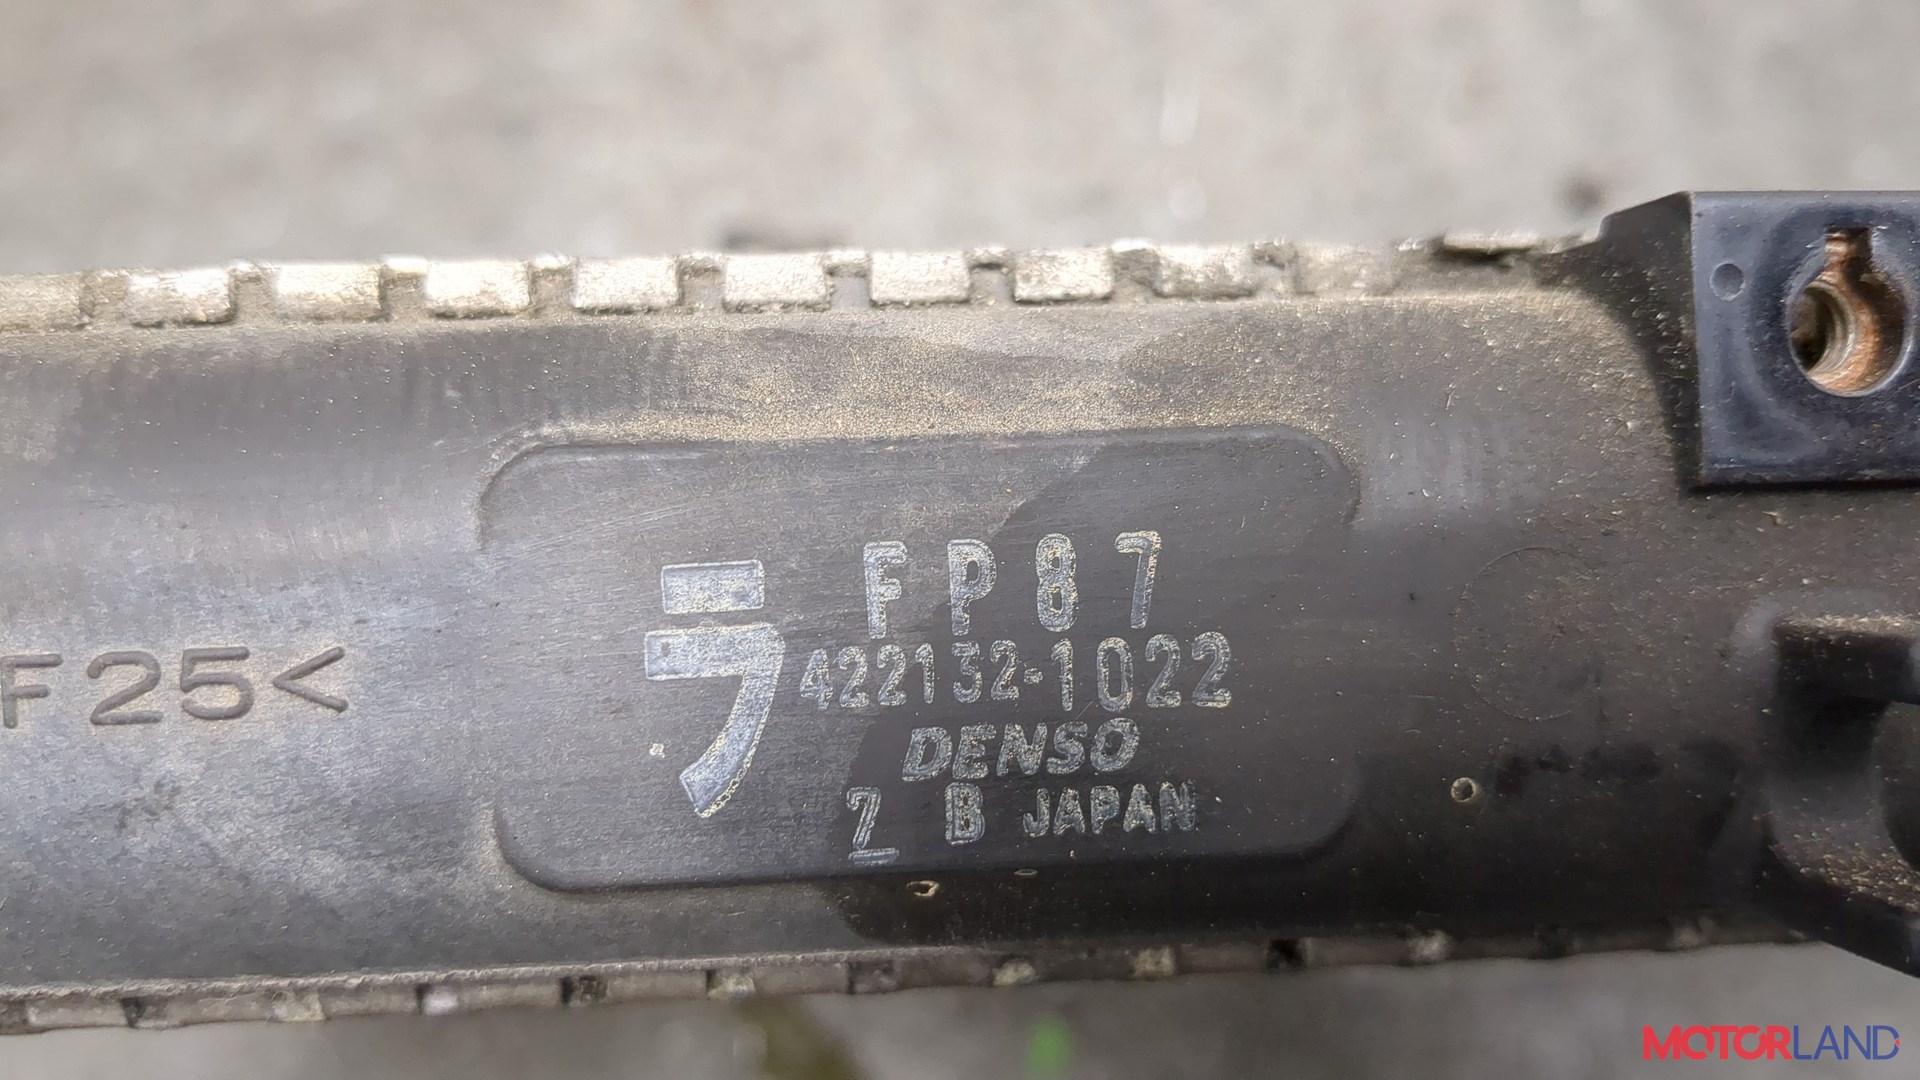 FP87
422132-1022
DENSO
Z B JAPAN
F25<
MOTORLAND